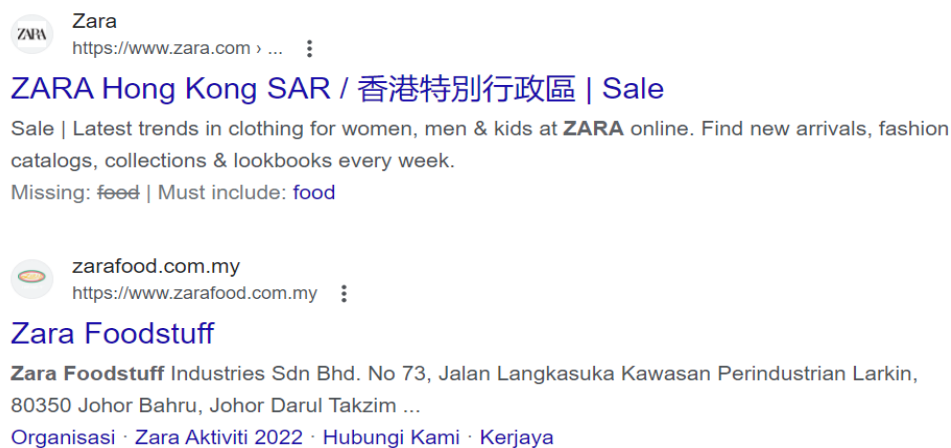 ZARA
Zara
https://www.zara.com › ...
ZARA Hong Kong SAR / 香港特別行政區 | Sale
Sale | Latest trends in clothing for women, men & kids at ZARA online. Find new arrivals, fashion
catalogs, collections & lookbooks every week.
Missing: food | Must include: food
zarafood.com.my
https://www.zarafood.com.my
Zara Foodstuff
Zara Foodstuff Industries Sdn Bhd. No 73, Jalan Langkasuka Kawasan Perindustrian Larkin,
80350 Johor Bahru, Johor Darul Takzim ...
Organisasi · Zara Aktiviti 2022 · Hubungi Kami · Kerjaya